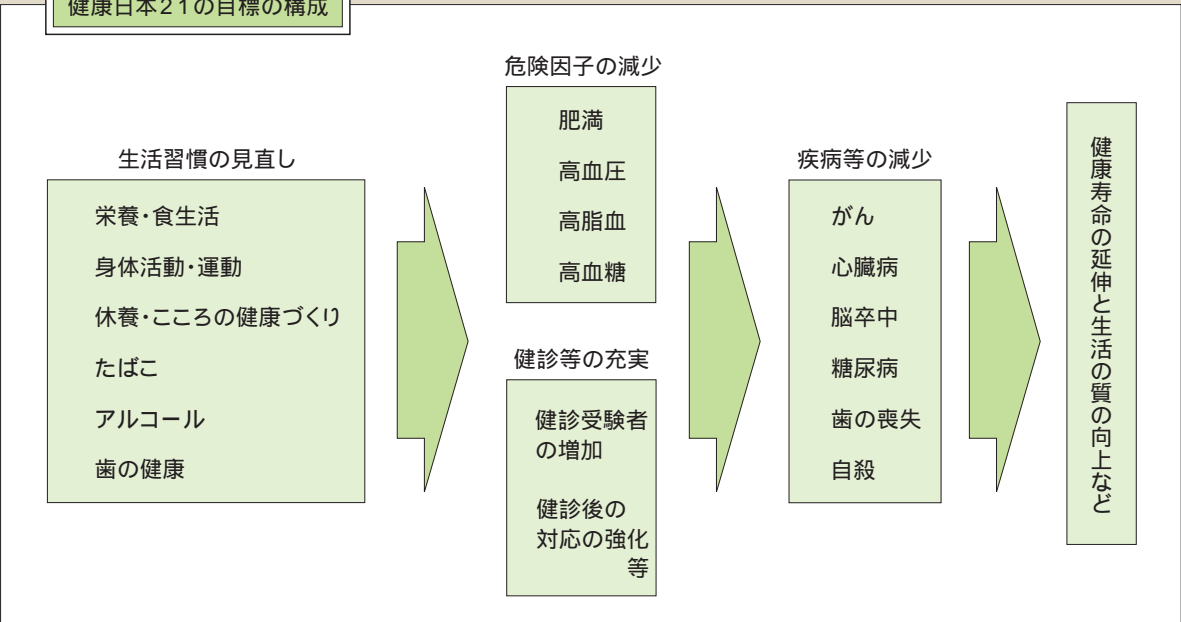 健康日本21の目標の構成
生活習慣の見直し
栄養・食生活
身体活動・運動
休養・こころの健康づくり
たばこ
アルコール
歯の健康
危険因子の減少
肥満
高血圧
高脂血
高血糖
健診等の充実
健診受験者
の増加
健診後の
対応の強化
等
疾病等の減少
がん
心臓病
脳卒中
糖尿病
歯の喪失
自殺
健康寿命の延伸と生活の質の向上など